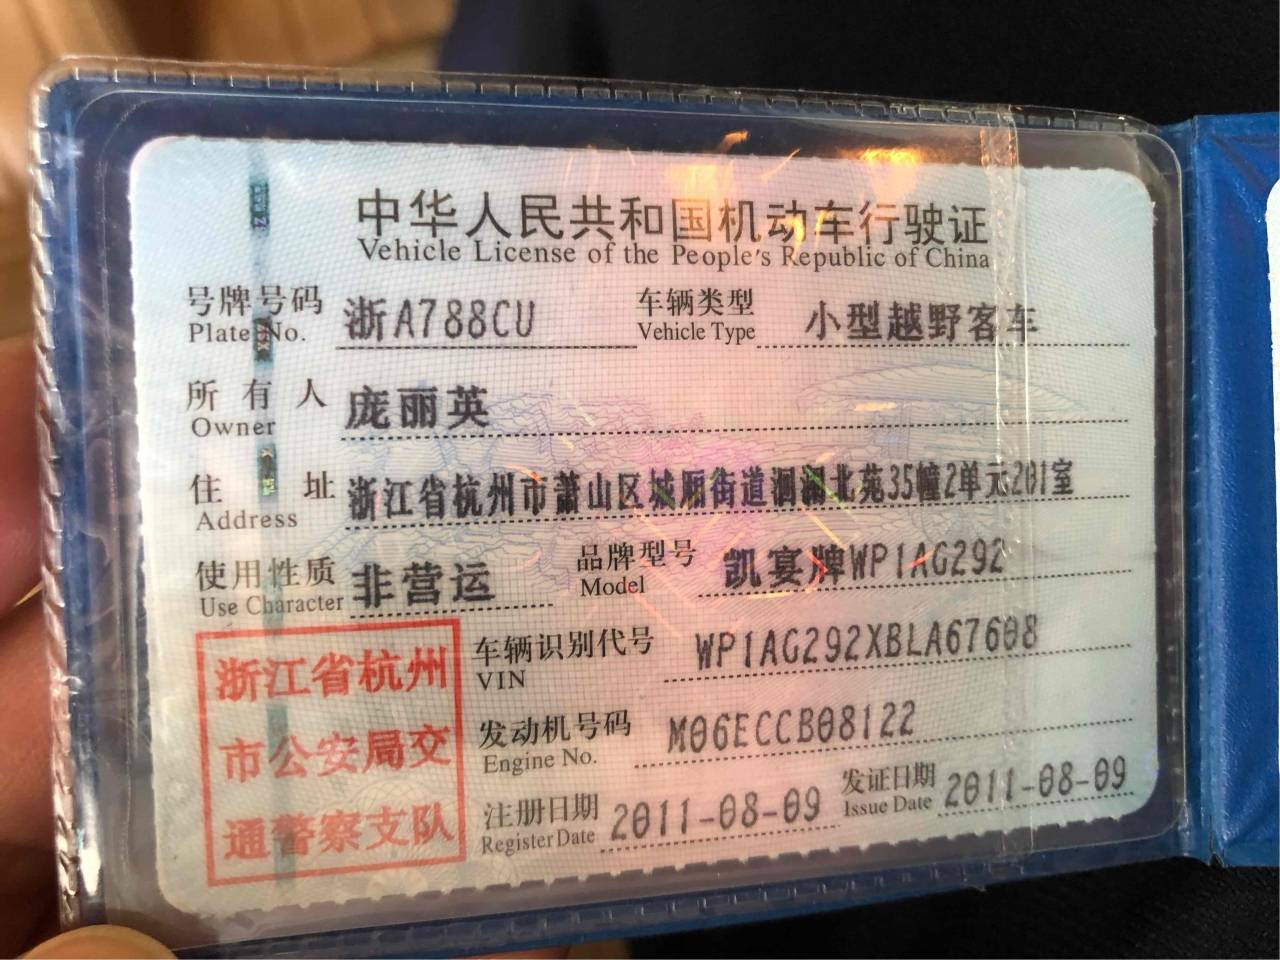 中华人民共和国机动车行驶证
Vehicle License of the People's Republic of China
号牌号码 浙A788CU 车辆类型 小型越野客车
Plate No. Vehicle Type
所有人 庞丽英
Owner
住址 浙江省杭州市萧山区城厢街道洄澜北苑35幢2单元201室
Address
使用性质 非营运 品牌型号 凯宴牌WP1AG292
Use Character Model
车辆识别代号 WP1AG292XBLA67608
VIN
发动机号码 M06ECCB08122
Engine No.
注册日期 2011-08-09 发证日期 2011-08-09
Register Date Issue Date
浙江省杭州
市公安局交
通警察支队